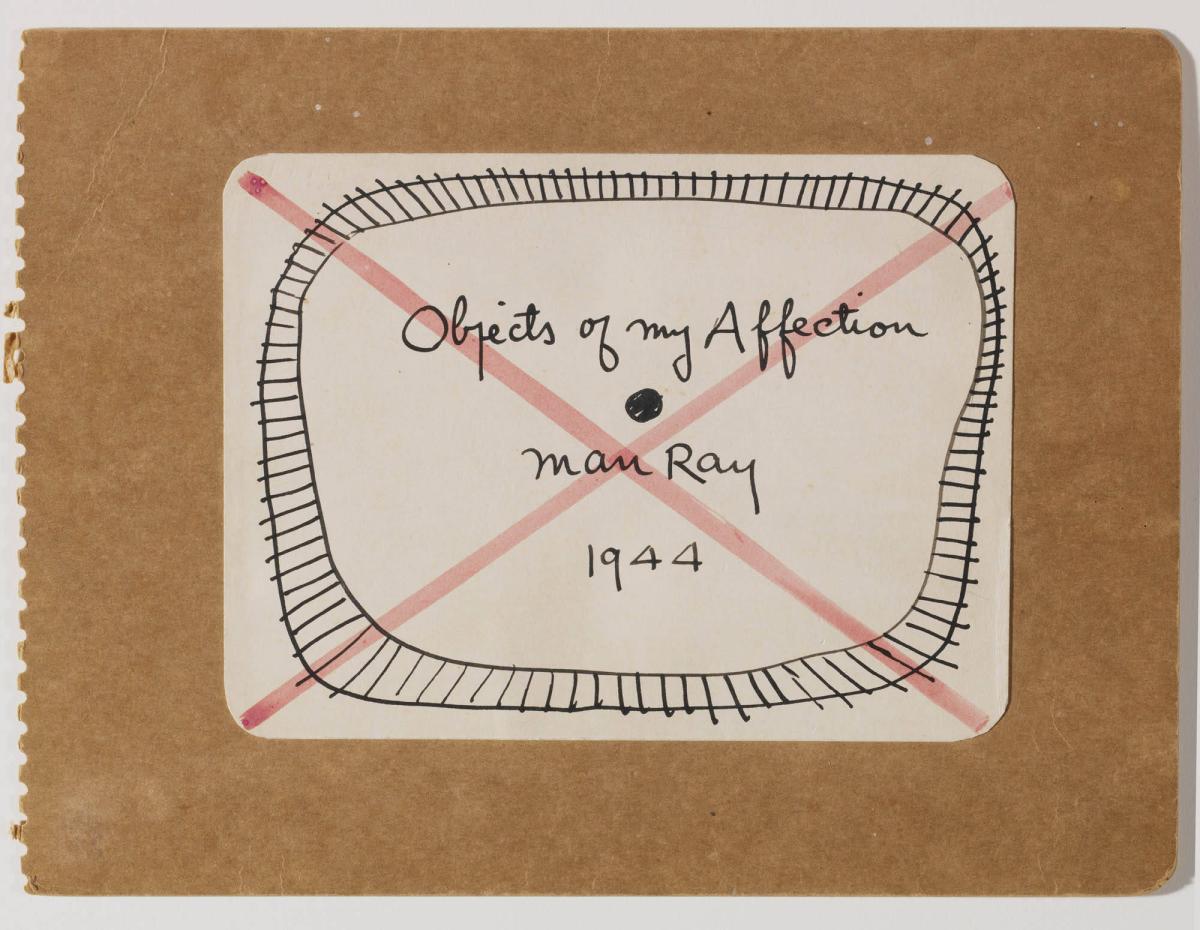 Objects of my Affection
Man Ray
1944